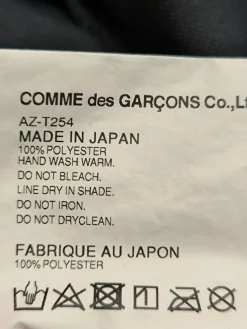 COMME des GARÇONS Co.,Lt
AZ-T254
MADE IN JAPAN
100% POLYESTER
HAND WASH WARM.
DO NOT BLEACH.
LINE DRY IN SHADE.
DO NOT IRON.
DO NOT DRYCLEAN.
FABRIQUE AU JAPON
100% POLYESTER